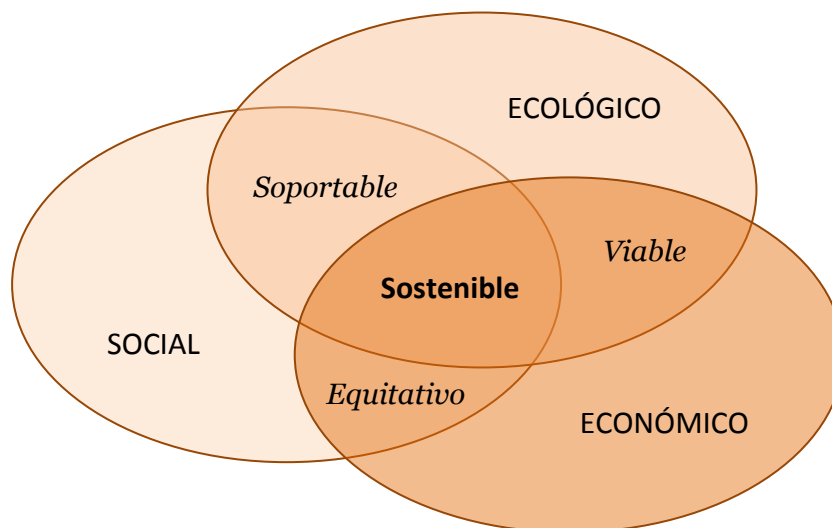 ECOLÓGICO
Soportable
Viable
Sostenible
SOCIAL
Equitativo
ECONÓMICO